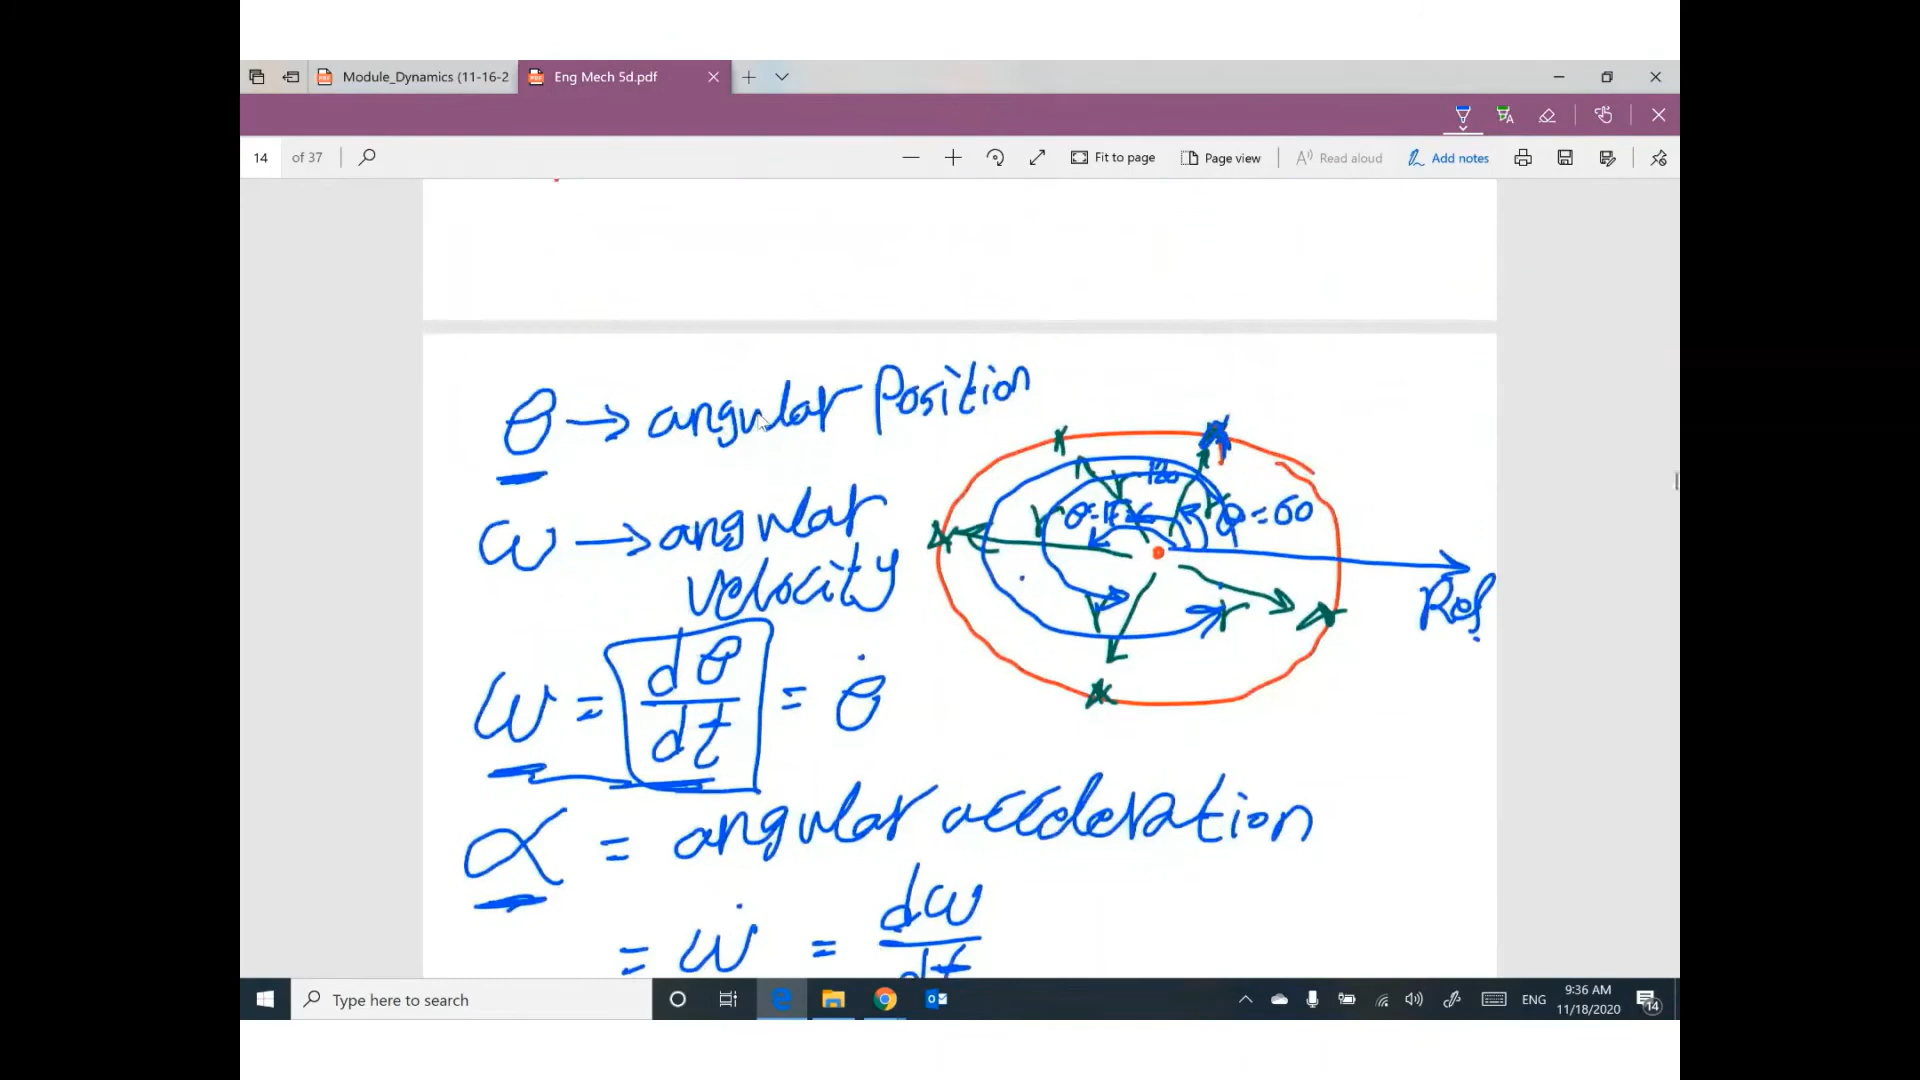 Module_Dynamics (11-16-2
Eng Mech 5d.pdf
14 of 37
Fit to page
Page view
Read aloud
Add notes
θ → angular Position
ω → angular
velocity
120
θ = 60
Ref
ω = dθ/dt = θ̇
α = angular acceleration
= ω̇ = dω/dt
r
r
r
r
r
Type here to search
ENG
9:36 AM
11/18/2020
14